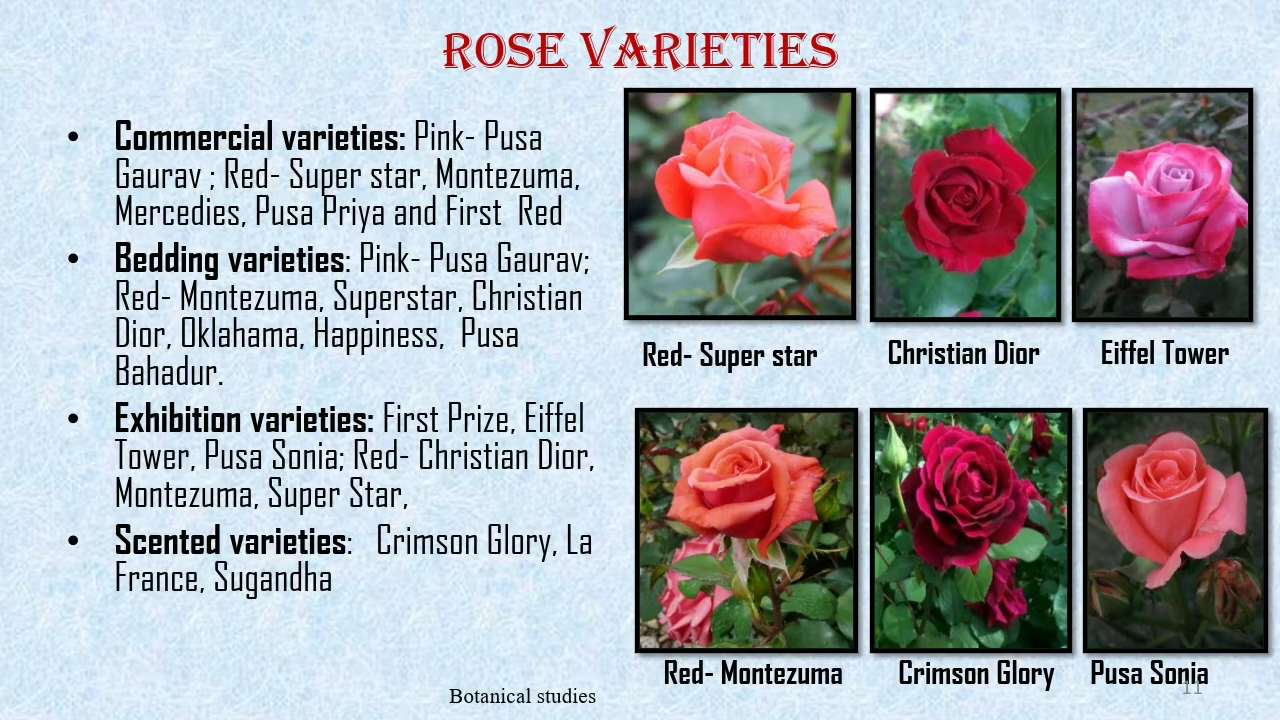 ROSE VARIETIES
• Commercial varieties: Pink- Pusa
Gaurav ; Red- Super star, Montezuma,
Mercedies, Pusa Priya and First Red
• Bedding varieties: Pink- Pusa Gaurav;
Red- Montezuma, Superstar, Christian
Dior, Oklahama, Happiness, Pusa
Bahadur.
• Exhibition varieties: First Prize, Eiffel
Tower, Pusa Sonia; Red- Christian Dior,
Montezuma, Super Star,
• Scented varieties: Crimson Glory, La
France, Sugandha
Red- Super star
Christian Dior
Eiffel Tower
Red- Montezuma
Crimson Glory
Pusa Sonia
Botanical studies
11